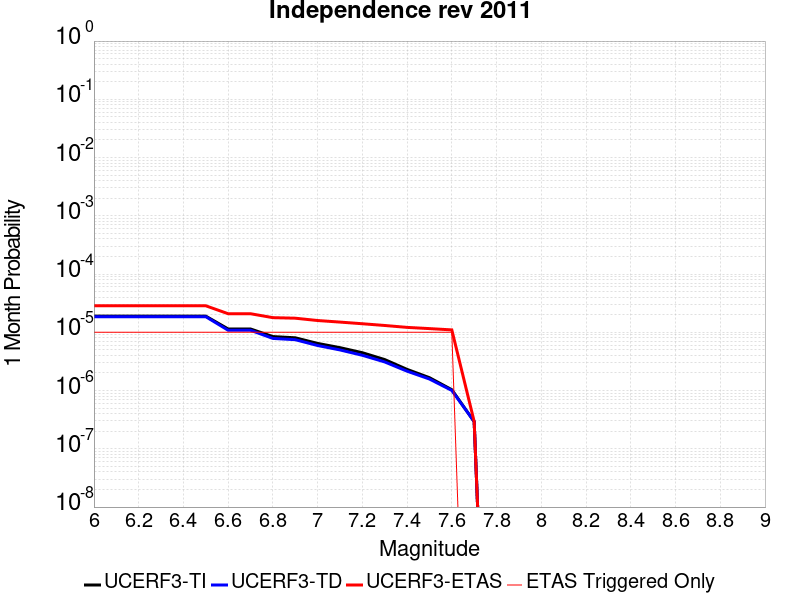 Independence rev 2011
10^0
10^-1
10^-2
10^-3
10^-4
10^-5
10^-6
10^-7
10^-8
1 Month Probability
6 6.2 6.4 6.6 6.8 7 7.2 7.4 7.6 7.8 8 8.2 8.4 8.6 8.8 9
Magnitude
UCERF3-TI UCERF3-TD UCERF3-ETAS ETAS Triggered Only